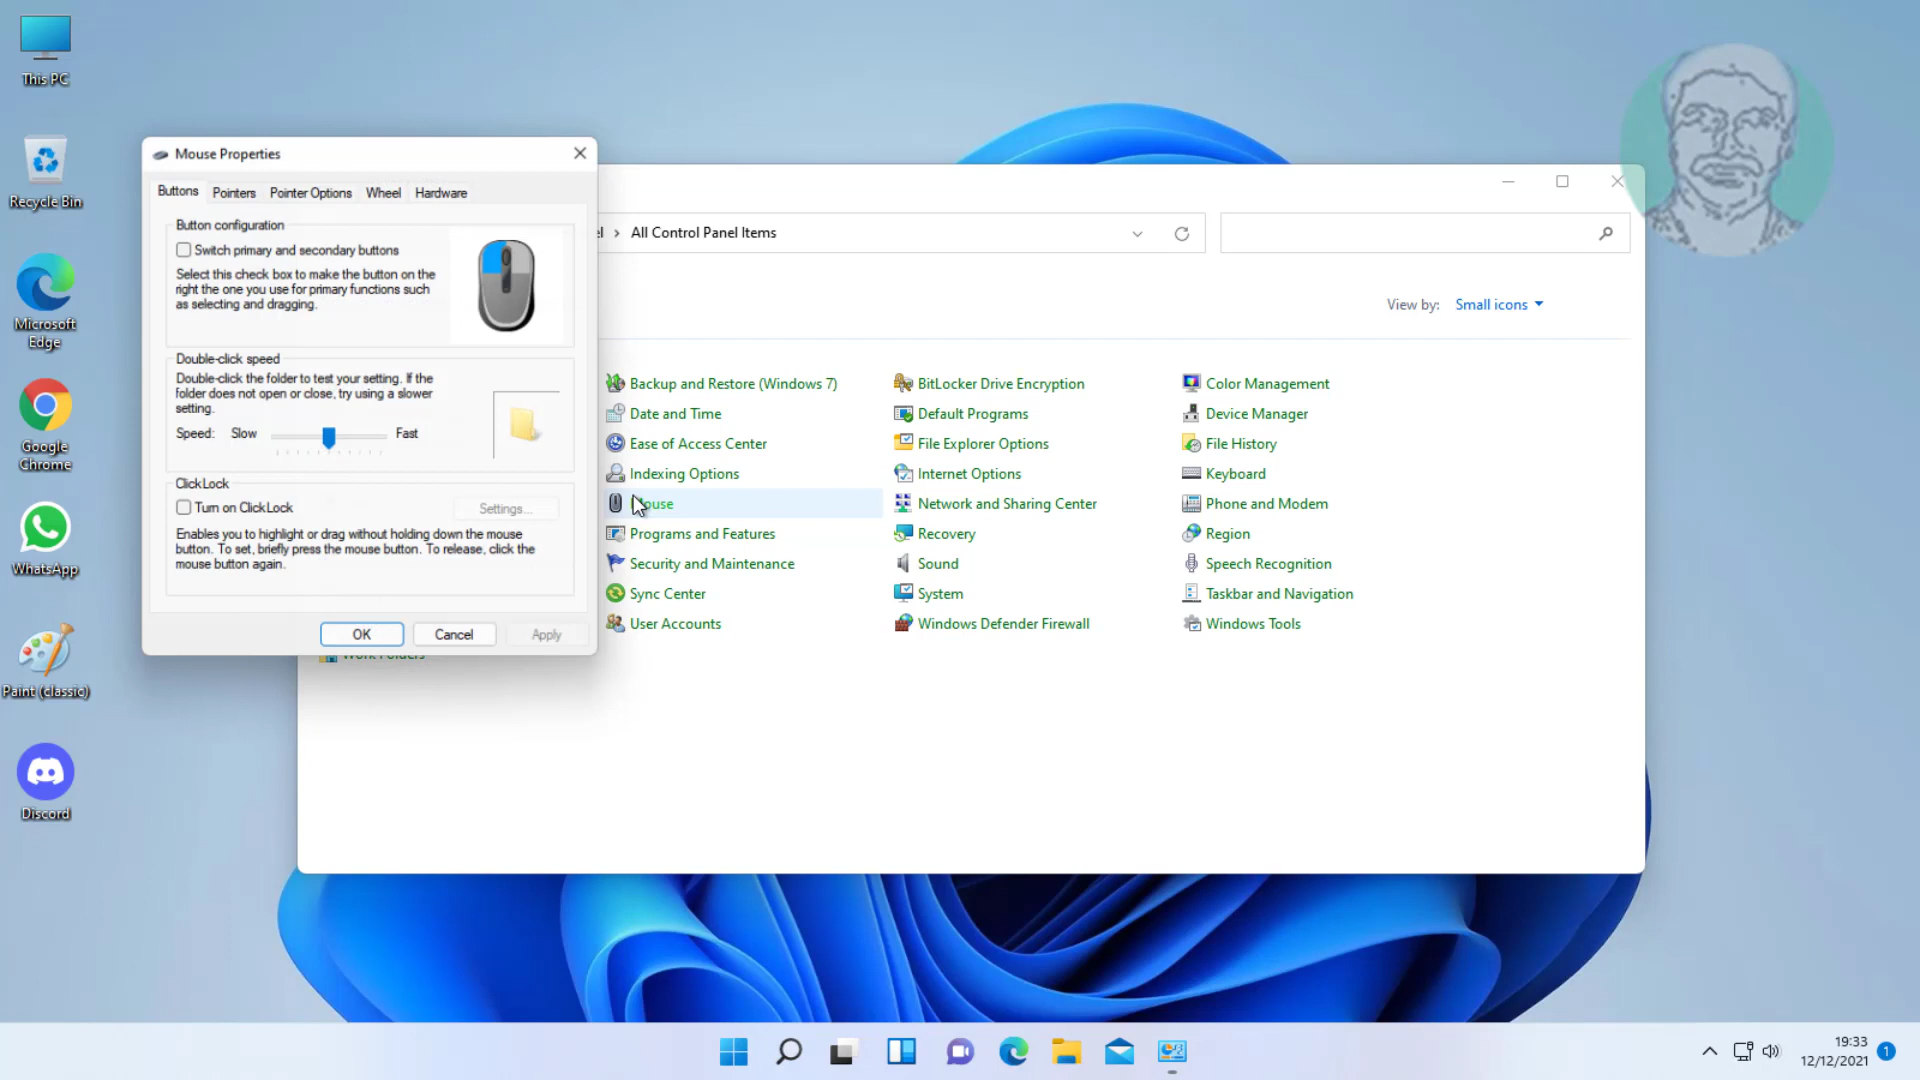 This PC
Recycle Bin
Microsoft
Edge
Google
Chrome
WhatsApp
Paint (classic)
Discord
Mouse Properties
Buttons
Pointers
Pointer Options
Wheel
Hardware
Button configuration
Switch primary and secondary buttons
Select this check box to make the button on the
right the one you use for primary functions such
as selecting and dragging.
Double-click speed
Double-click the folder to test your setting. If the
folder does not open or close, try using a slower
setting.
Speed:
Slow
Fast
ClickLock
Turn on ClickLock
Settings...
Enables you to highlight or drag without holding down the mouse
button. To set, briefly press the mouse button. To release, click the
mouse button again.
OK
Cancel
Apply
All Control Panel Items
View by:
Small icons
Backup and Restore (Windows 7)
BitLocker Drive Encryption
Color Management
Date and Time
Default Programs
Device Manager
Ease of Access Center
File Explorer Options
File History
Indexing Options
Internet Options
Keyboard
Mouse
Network and Sharing Center
Phone and Modem
Programs and Features
Recovery
Region
Security and Maintenance
Sound
Speech Recognition
Sync Center
System
Taskbar and Navigation
User Accounts
Windows Defender Firewall
Windows Tools
Work Folders
19:33
12/12/2021
1